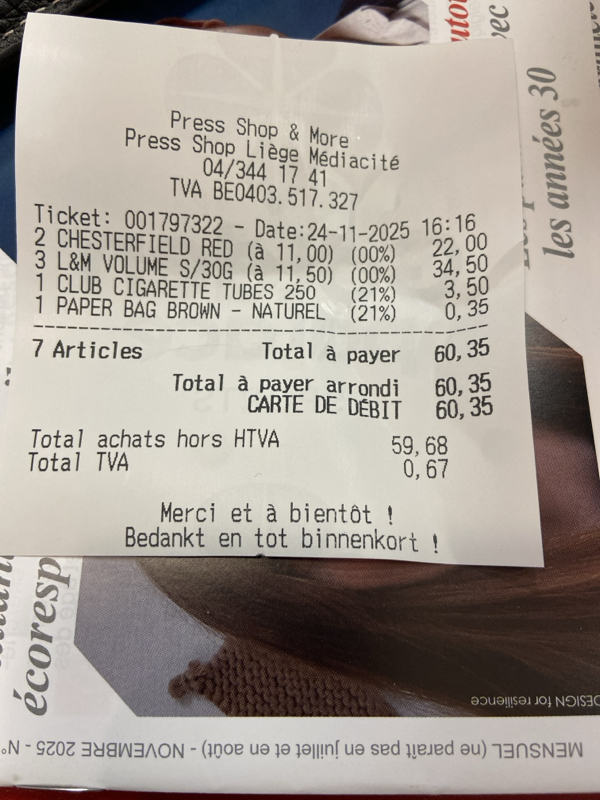 Press Shop & More
Press Shop Liège Médiacité
04/344 17 41
TVA BE0403.517.327
Ticket: 001797322 - Date:24-11-2025 16:16
2 CHESTERFIELD RED (à 11,00) (00%) 22,00
3 L&M VOLUME S/30G (à 11,50) (00%) 34,50
1 CLUB CIGARETTE TUBES 250 (21%) 3,50
1 PAPER BAG BROWN - NATUREL (21%) 0,35
7 Articles Total à payer 60,35
Total à payer arrondi 60,35
CARTE DE DÉBIT 60,35
Total achats hors HTVA 59,68
Total TVA 0,67
Merci et à bientôt !
Bedankt en tot binnenkort !
les années 30
écoresp
DESIGN for resilience
MENSUEL (ne paraît pas en juillet et en août) - NOVEMBRE 2025 - N°